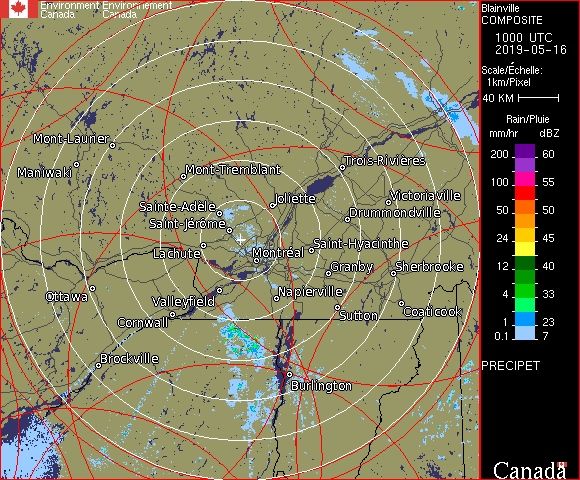 Environment Environnement
Canada Canada
Blainville
COMPOSITE
1000 UTC
2019-05-16
Scale/Échelle:
1km/Pixel
40 KM
Rain/Pluie
mm/hr dBZ
200 60
100 55
50 50
24 45
12 40
4 33
1 23
0.1 7
PRECIPET
Mont-Laurier
Maniwaki
Mont-Tremblant
Trois-Rivières
Sainte-Adèle
Joliette
Victoriaville
Saint-Jérôme
Drummondville
Lachute
Montréal
Saint-Hyacinthe
Granby
Sherbrooke
Ottawa
Valleyfield
Napierville
Cornwall
Sutton
Coaticook
Brockville
Burlington
Canada